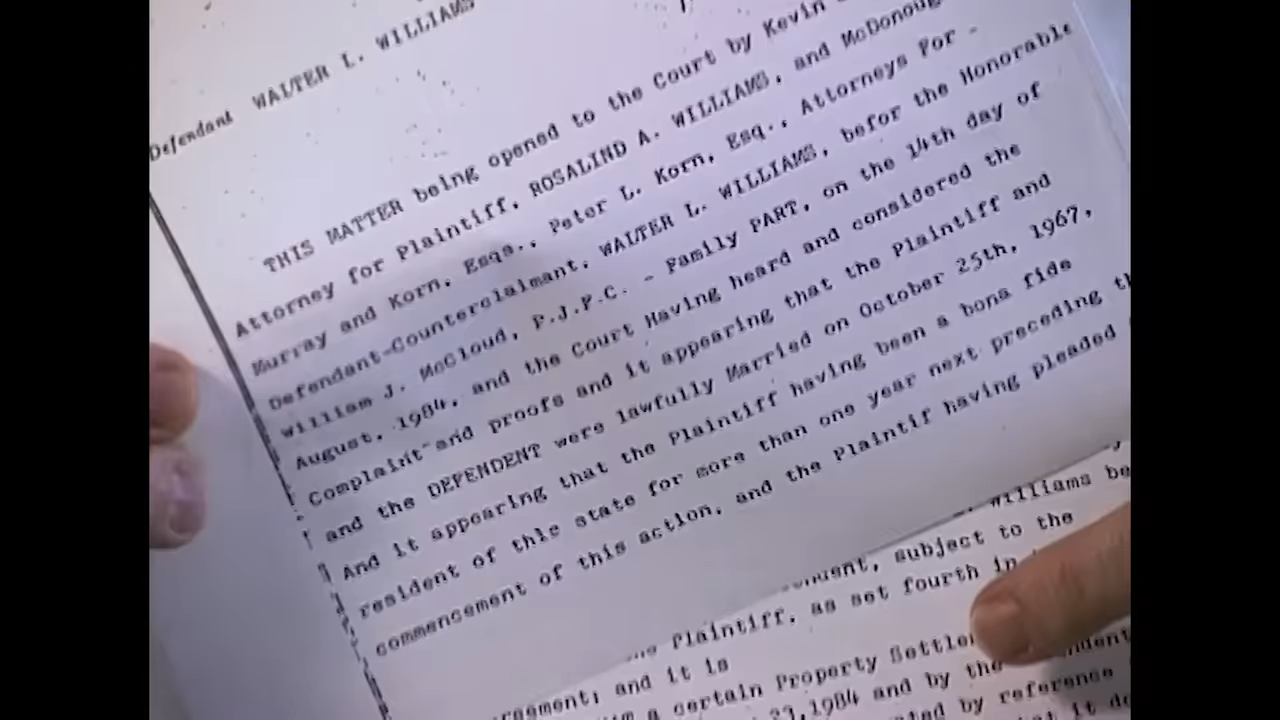 Defendant WALTER L. WILLIAMS
THIS MATTER being opened to the Court by Kevin
Attorney for Plaintiff, ROSALIND A. WILLIAMS, and McDonough
Murray and Korn, Esqs., Peter L. Korn, Esq., Attorneys For -
Defendant-Counterclaimant, WALTER L. WILLIAMS, befor the Honorable
William J. McCloud, P.J.F.C. - Family PART, on the 14th day of
August, 1984, and the Court Having heard and considered the
Complaint and proofs and it appearing that the Plaintiff and
and the DEFENDENT were lawfully Married on October 25th, 1967,
And it appearing that the Plaintiff having been a bona fide
resident of this state for more than one year next preceding
commencement of this action, and the Plaintif having pleaded
Williams be
subject to the
Plaintiff, as set fourth in
and it is
a certain Property
1984 and by the
by reference
it